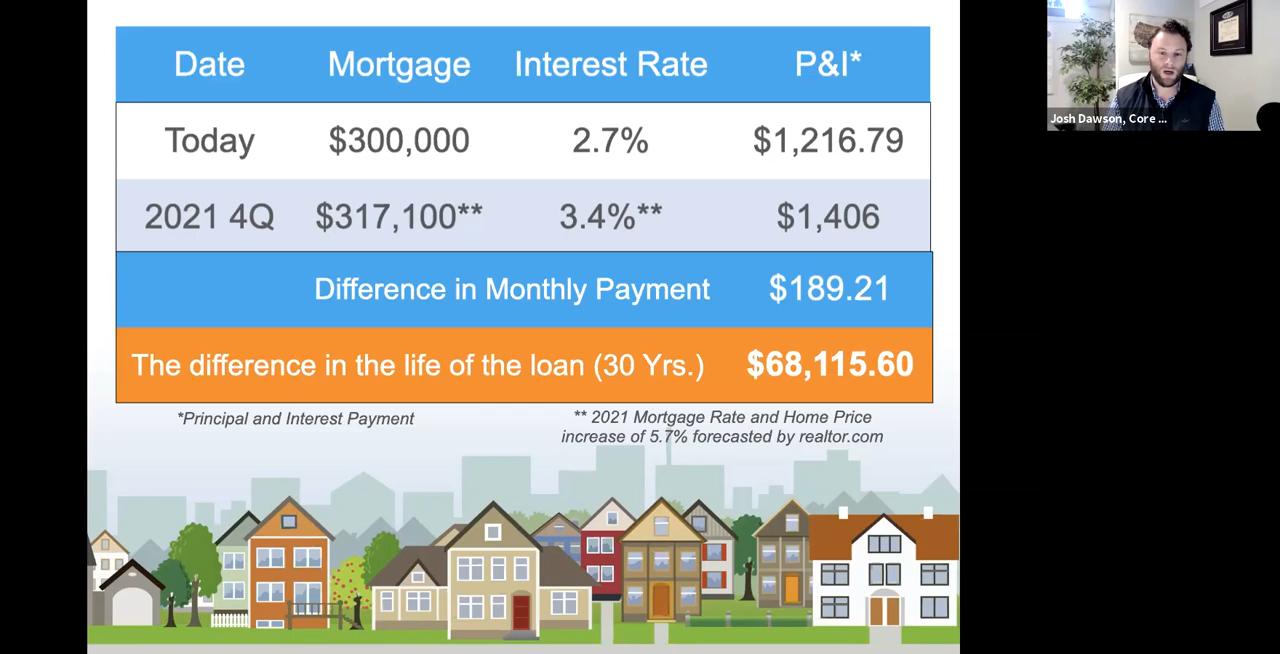 Date Mortgage Interest Rate P&I*
Today $300,000 2.7% $1,216.79
2021 4Q $317,100** 3.4%** $1,406
Difference in Monthly Payment $189.21
The difference in the life of the loan (30 Yrs.) $68,115.60
*Principal and Interest Payment
** 2021 Mortgage Rate and Home Price
increase of 5.7% forecasted by realtor.com
Josh Dawson, Core ...